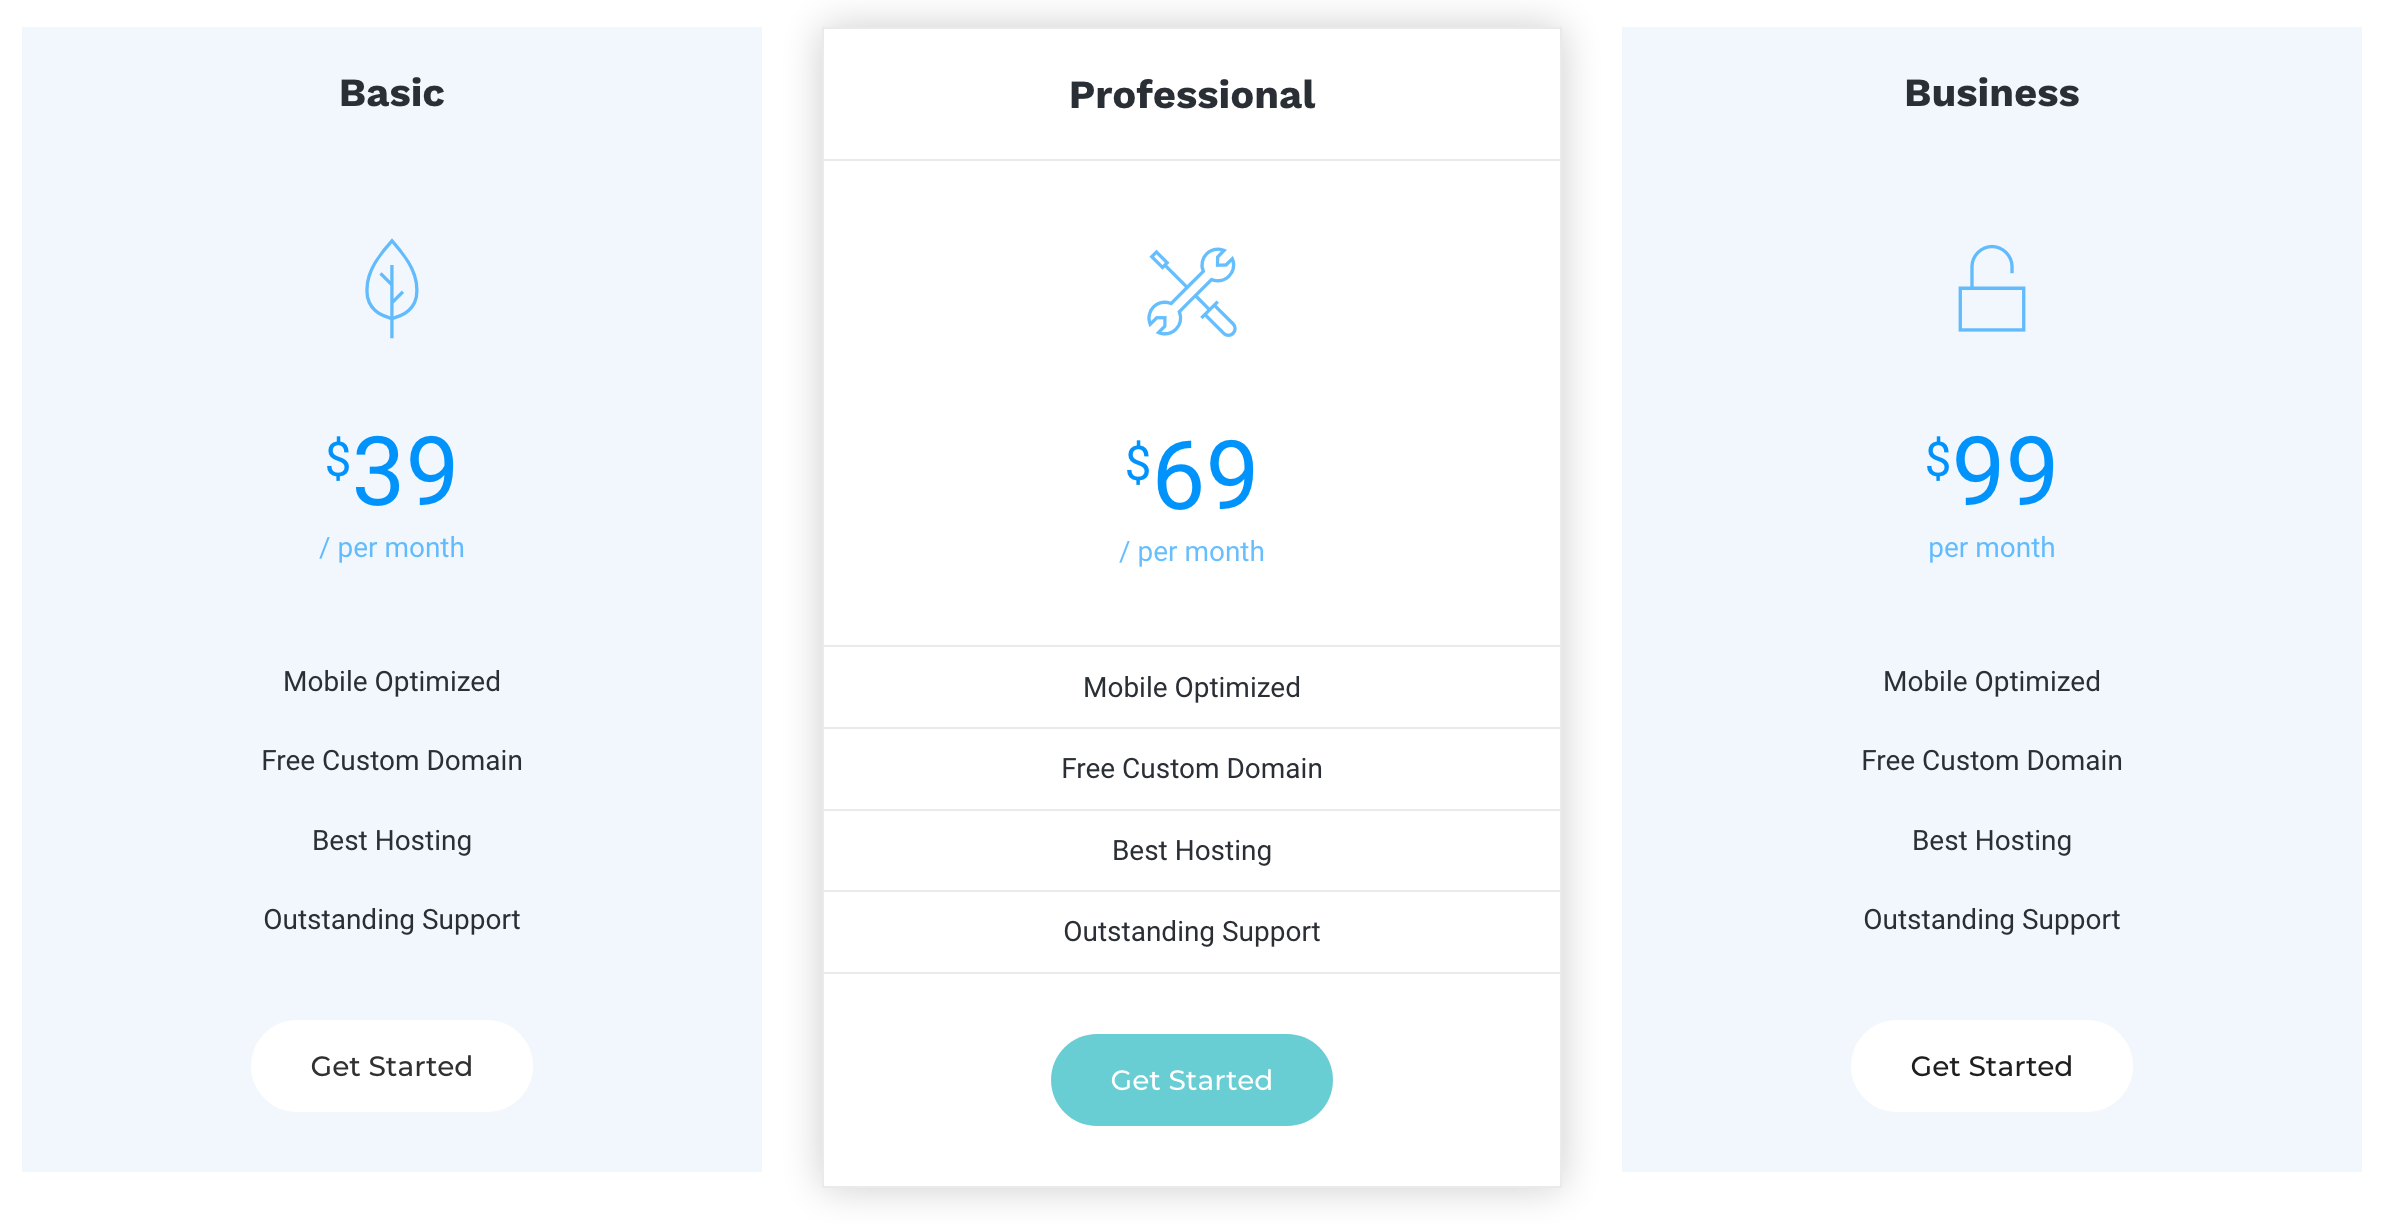 Basic
$39
/ per month
Mobile Optimized
Free Custom Domain
Best Hosting
Outstanding Support
Get Started
Professional
$69
/ per month
Mobile Optimized
Free Custom Domain
Best Hosting
Outstanding Support
Get Started
Business
$99
per month
Mobile Optimized
Free Custom Domain
Best Hosting
Outstanding Support
Get Started